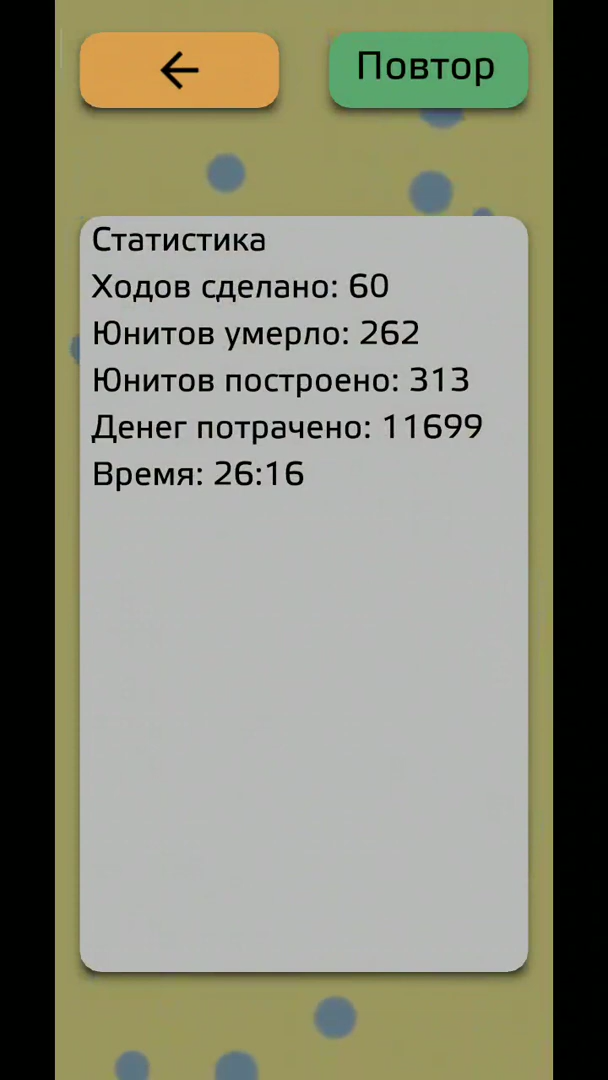 Повтор
Статистика
Ходов сделано: 60
Юнитов умерло: 262
Юнитов построено: 313
Денег потрачено: 11699
Время: 26:16